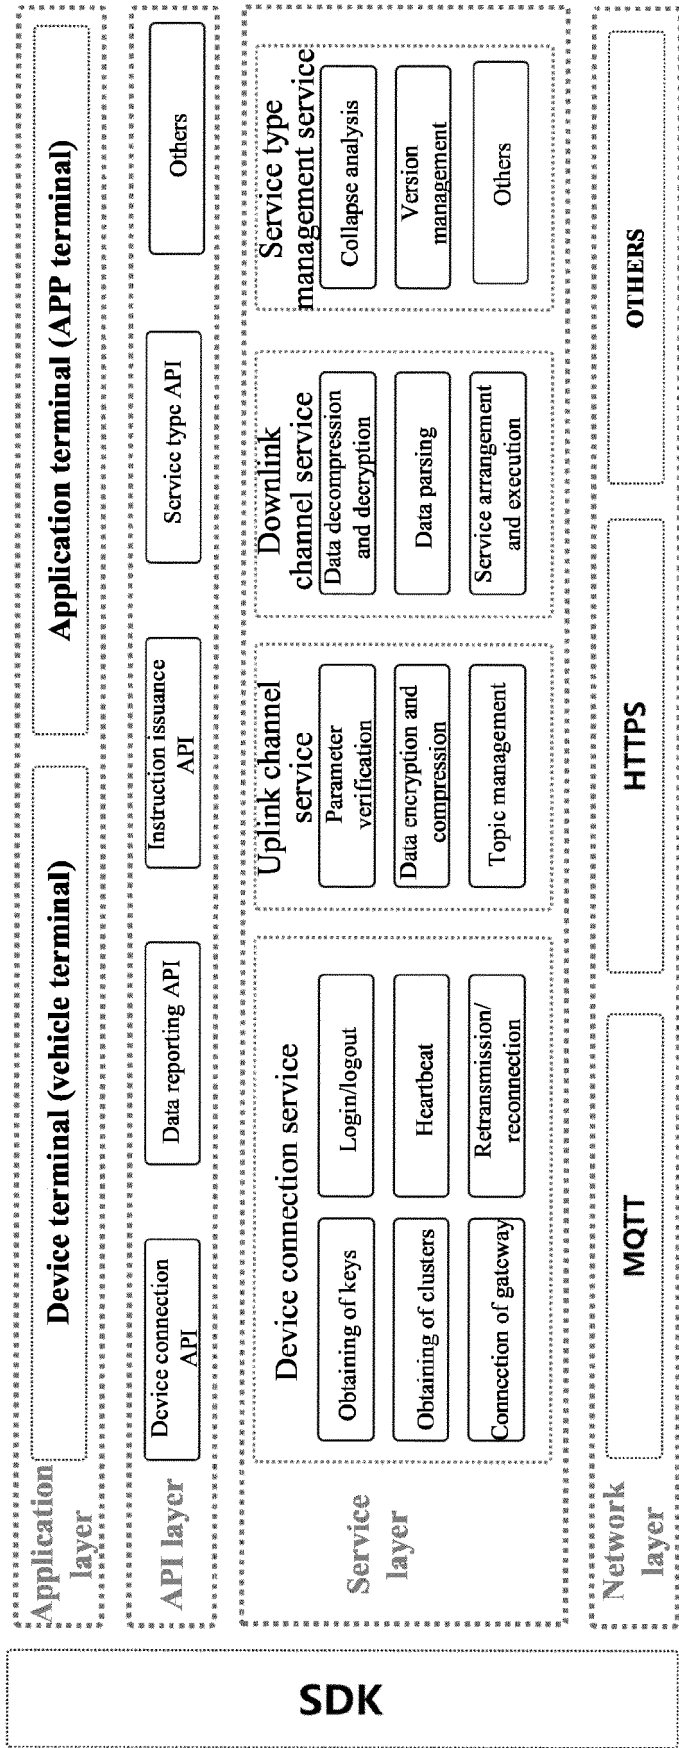 SDK
Application
layer
Device terminal (vehicle terminal)
Application terminal (APP terminal)
API layer
Device connection
API
Data reporting API
Instruction issuance
API
Service type API
Others
Service
layer
Device connection service
Obtaining of keys
Login/logout
Obtaining of clusters
Heartbeat
Connection of gateway
Retransmission/
reconnection
Uplink channel
service
Parameter
verification
Data encryption and
compression
Topic management
Downlink
channel service
Data decompression
and decryption
Data parsing
Service arrangement
and execution
Service type
management service
Collapse analysis
Version
management
Others
Network
layer
MQTT
HTTPS
OTHERS